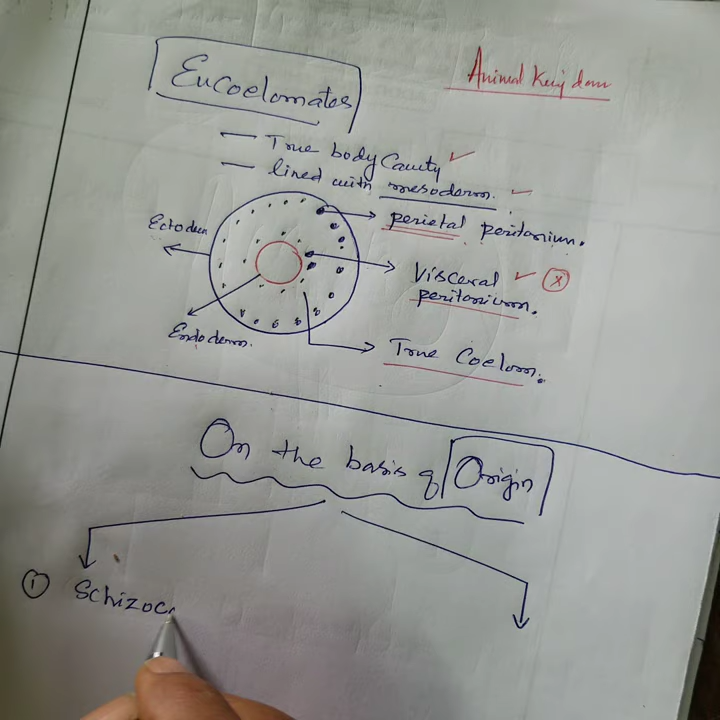 Animal Kingdom
Eucoelomates
— True body Cavity ✓
— lined with mesoderm. ✓
Ectoderm
perietal peritonium.
Visceral ✓ (x)
peritonium.
Endoderm.
True Coelom.
On the basis of Origin
① Schizoc